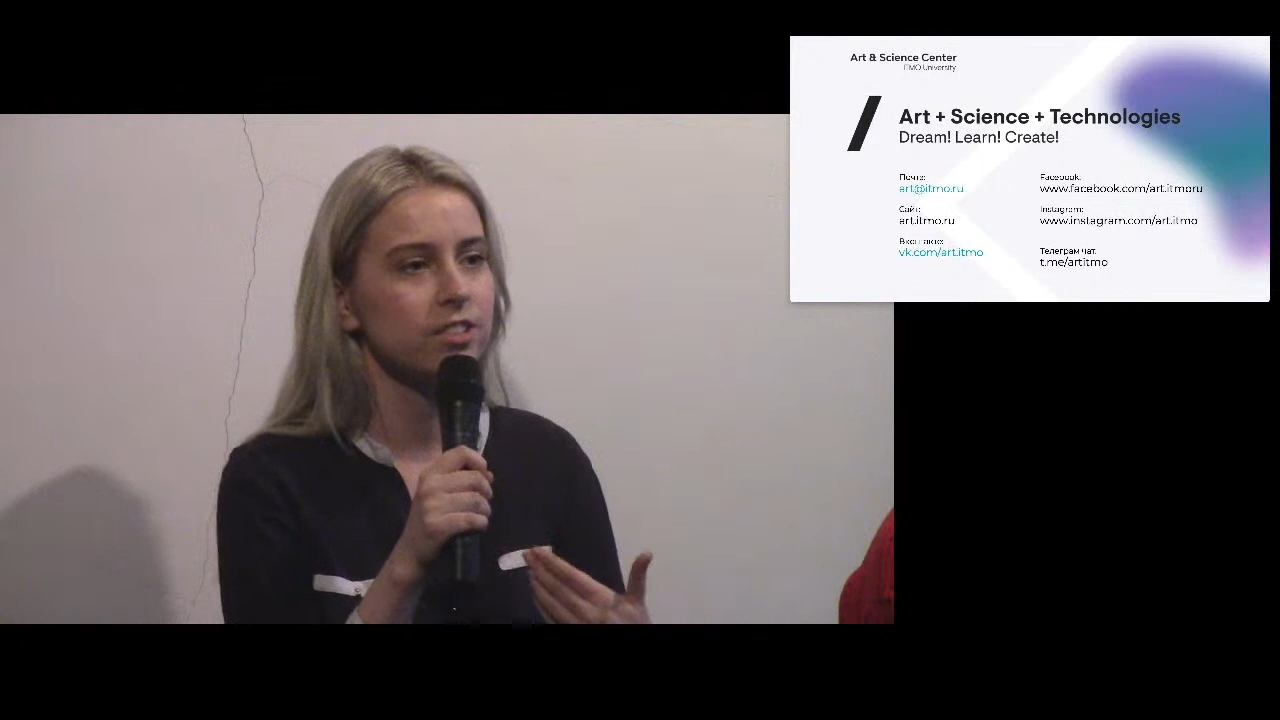 Art & Science Center
ITMO University
Art + Science + Technologies
Dream! Learn! Create!
Почта:
art@itmo.ru
Сайт:
art.itmo.ru
Вконтакте:
vk.com/art.itmo
Facebook:
www.facebook.com/art.itmoru
Instagram:
www.instagram.com/art.itmo
Телеграм чат:
t.me/artitmo